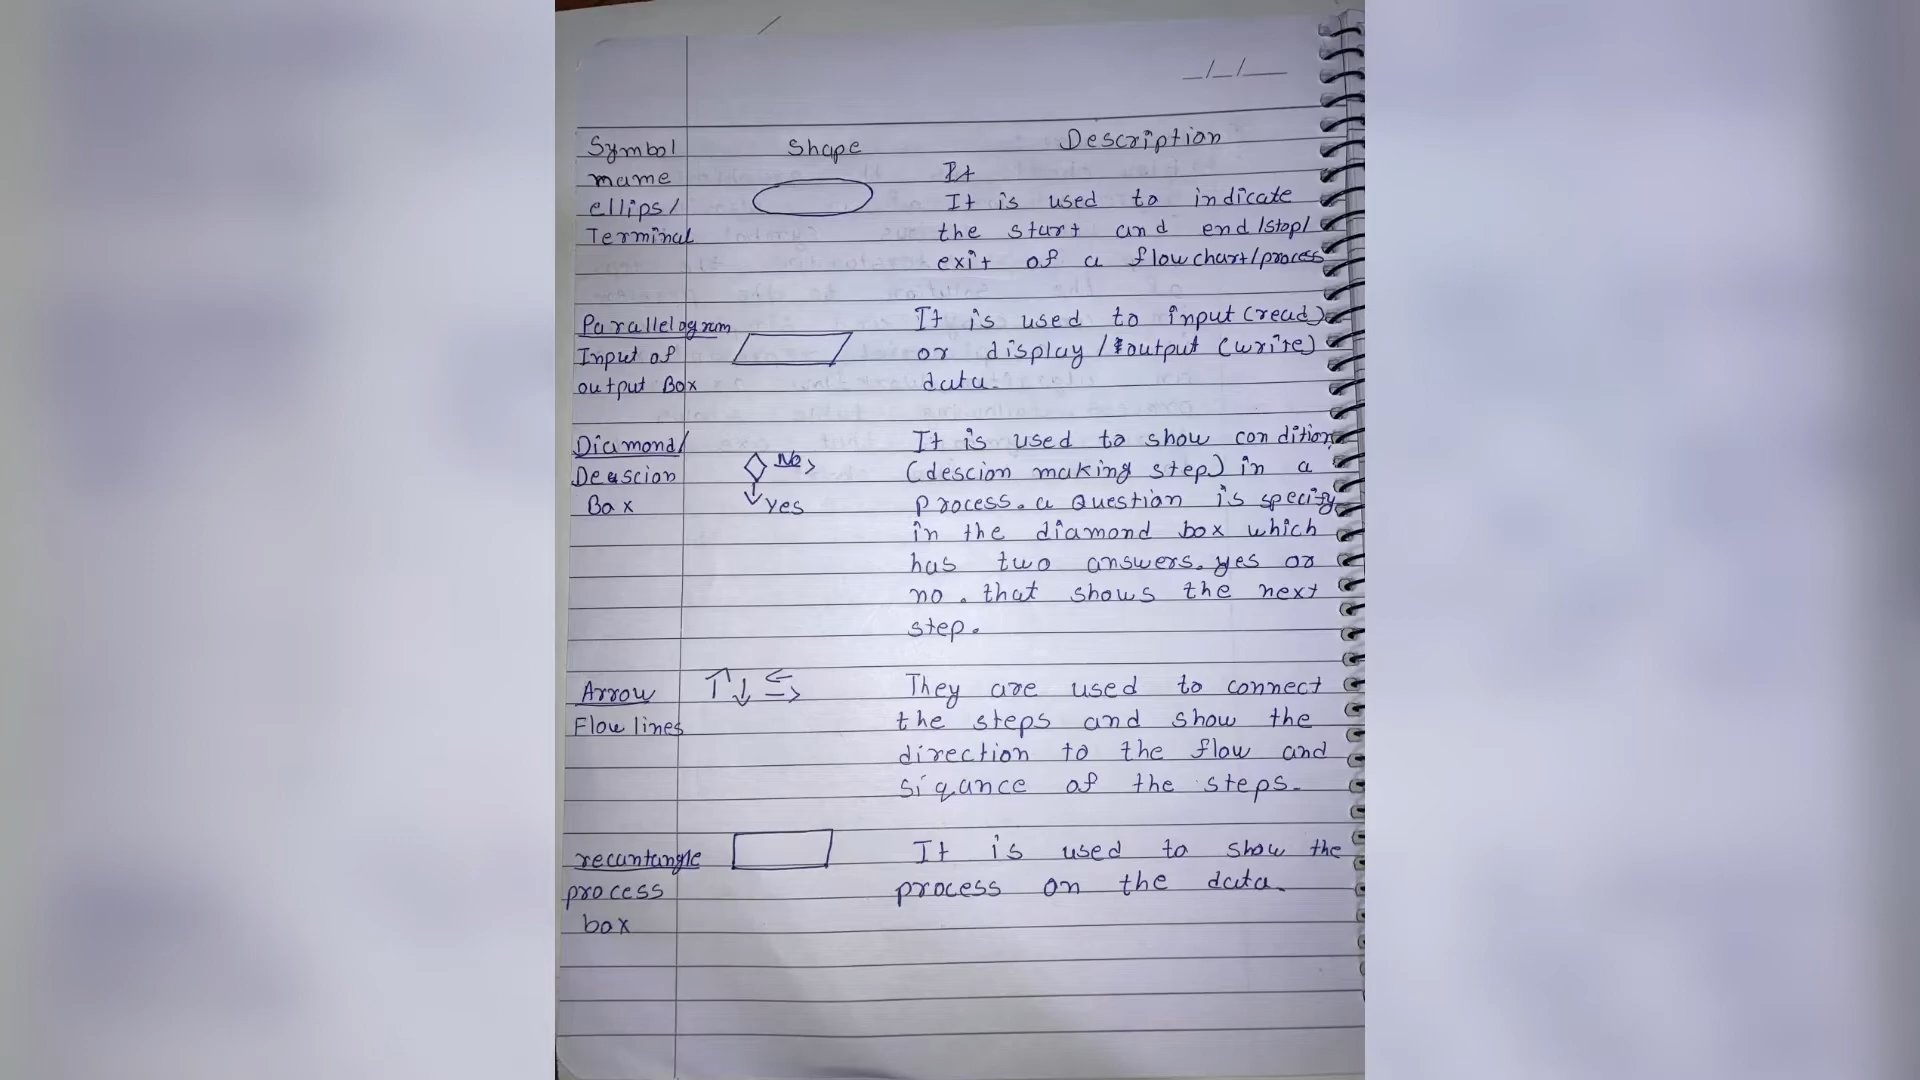 _/_/__
Symbol Shape Description
mame It
ellips/ It is used to indicate
Terminal the start and end/stop/
exit of a flowchart/process
Parallelogram It is used to input (read)
Input of or display / output (write)
output Box data.
Diamond/ It is used to show condition
Deascion No (descion making step) in a
Box Yes process. a Question is specify
in the diamond box which
has two answers. yes or
no. that shows the next
step.
Arrow They are used to connect
Flow lines the steps and show the
direction to the flow and
siqance of the steps.
recuntangle It is used to show the
process process on the data.
box